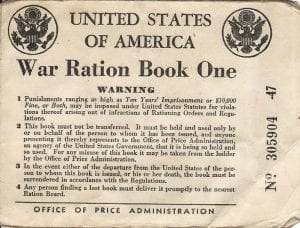 UNITED STATES
OF AMERICA
War Ration Book One
WARNING
1 Punishments ranging as high as Ten Years' Imprisonment or $10,000
Fine, or Both, may be imposed under United States Statutes for viola-
tions thereof arising out of infractions of Rationing Orders and Regu-
lations.
2 This book must not be transferred. It must be held and used only by
or on behalf of the person to whom it has been issued, and anyone
presenting it thereby represents to the Office of Price Administration,
an agency of the United States Government, that it is being so held and
so used. For any misuse of this book it may be taken from the holder
by the Office of Price Administration.
3 In the event either of the departure from the United States of the per-
son to whom this book is issued, or his or her death, the book must be
surrendered in accordance with the Regulations.
4 Any person finding a lost book must deliver it promptly to the nearest
Ration Board.
OFFICE OF PRICE ADMINISTRATION
№ 305904 -47